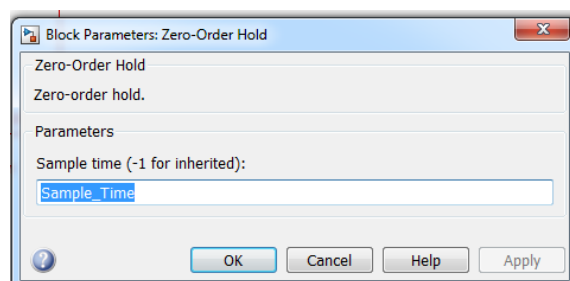 Block Parameters: Zero-Order Hold
Zero-Order Hold
Zero-order hold.
Parameters
Sample time (-1 for inherited):
Sample_Time
OK Cancel Help Apply